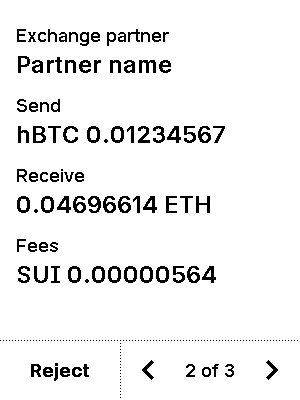 Exchange partner
Partner name
Send
hBTC 0.01234567
Receive
0.04696614 ETH
Fees
SUI 0.00000564
Reject
2 of 3